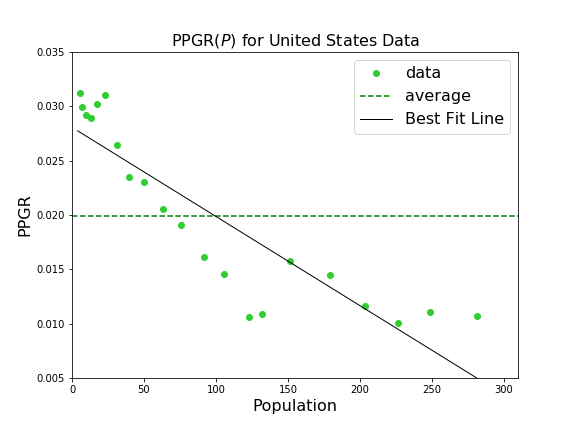 PPGR(P) for United States Data
0.035
0.030
0.025
0.020
0.015
0.010
0.005
PPGR
data
average
Best Fit Line
0 50 100 150 200 250 300
Population